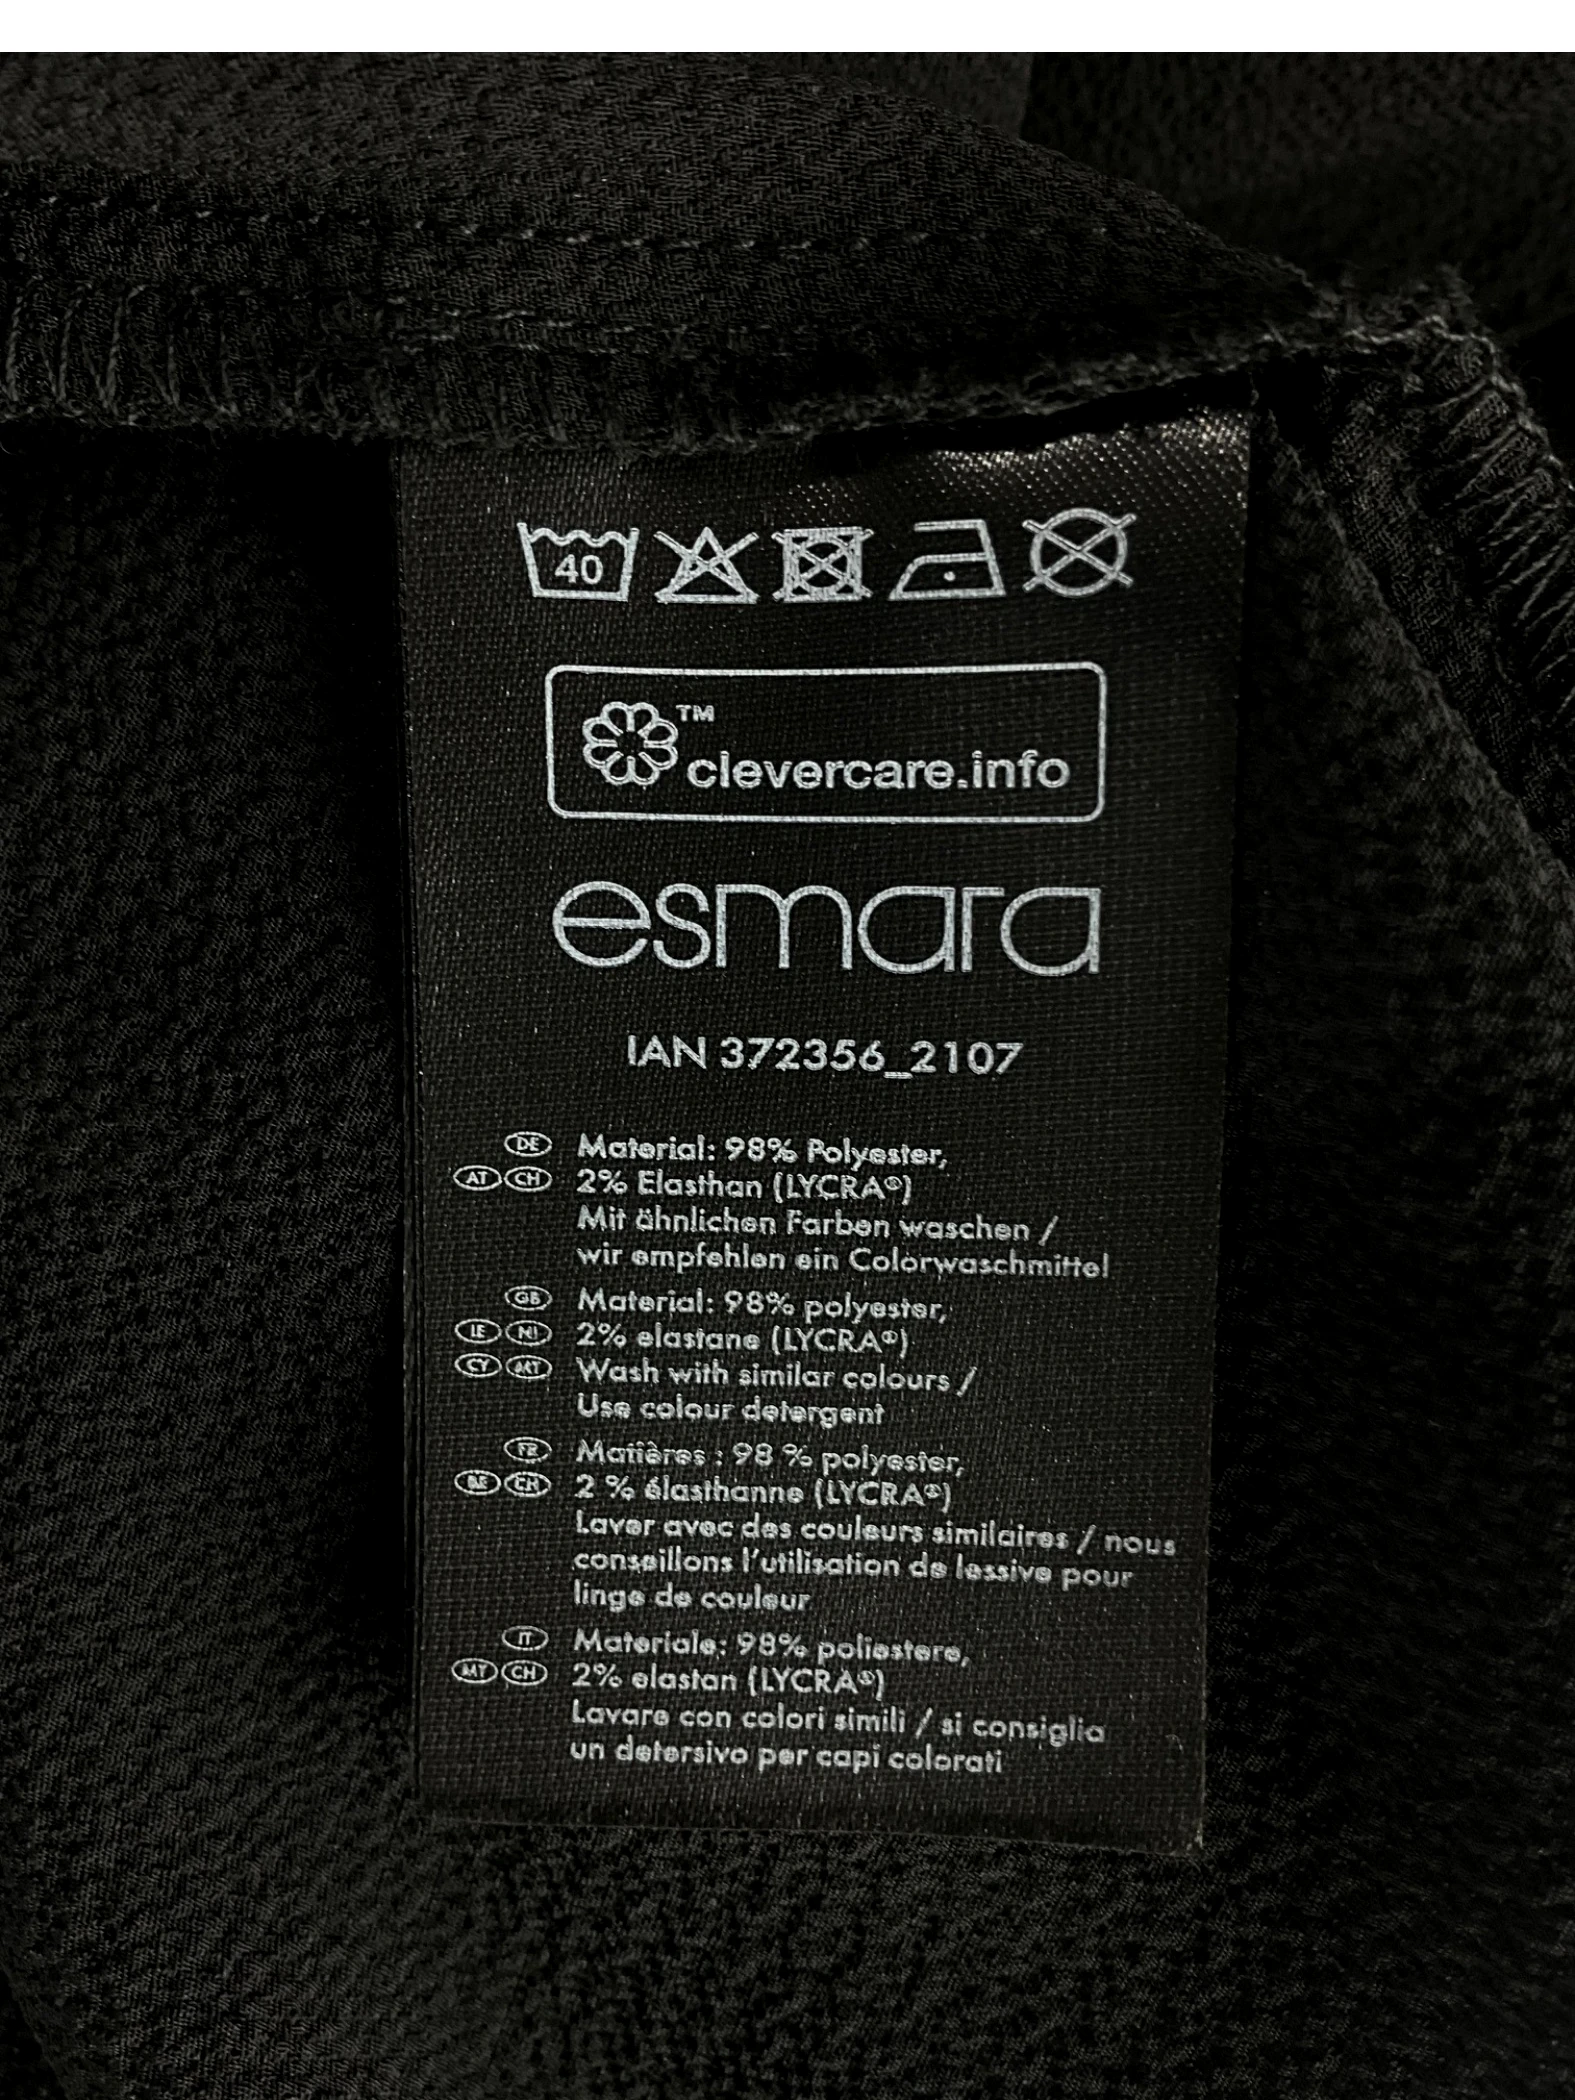 40
™
clevercare.info
esmara
IAN 372356_2107
DE Material: 98% Polyester,
AT CH 2% Elasthan (LYCRA®)
Mit ähnlichen Farben waschen /
wir empfehlen ein Colorwaschmittel
GB Material: 98% polyester,
IE NI 2% elastane (LYCRA®)
CY MT Wash with similar colours /
Use colour detergent
FR Matières : 98 % polyester,
BE CH 2 % élasthanne (LYCRA®)
Laver avec des couleurs similaires / nous
conseillons l'utilisation de lessive pour
linge de couleur
IT Materiale: 98% poliestere,
MT CH 2% elastan (LYCRA®)
Lavare con colori simili / si consiglia
un detersivo per capi colorati